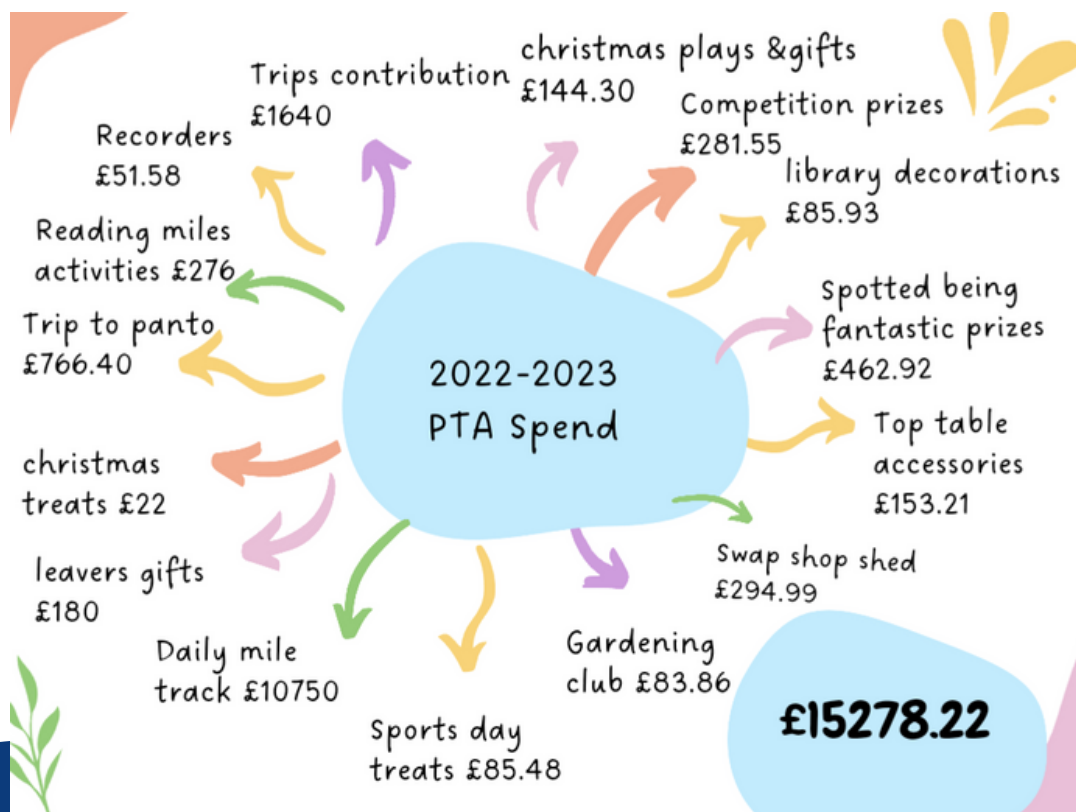 christmas plays &gifts
£144.30
Trips contribution
£1640
Competition prizes
£281.55
Recorders
£51.58
library decorations
£85.93
Reading miles
activities £276
Spotted being
fantastic prizes
£462.92
Trip to panto
£766.40
2022-2023
PTA Spend
Top table
accessories
£153.21
christmas
treats £22
Swap shop shed
£294.99
leavers gifts
£180
Daily mile
track £10750
Gardening
club £83.86
Sports day
treats £85.48
£15278.22